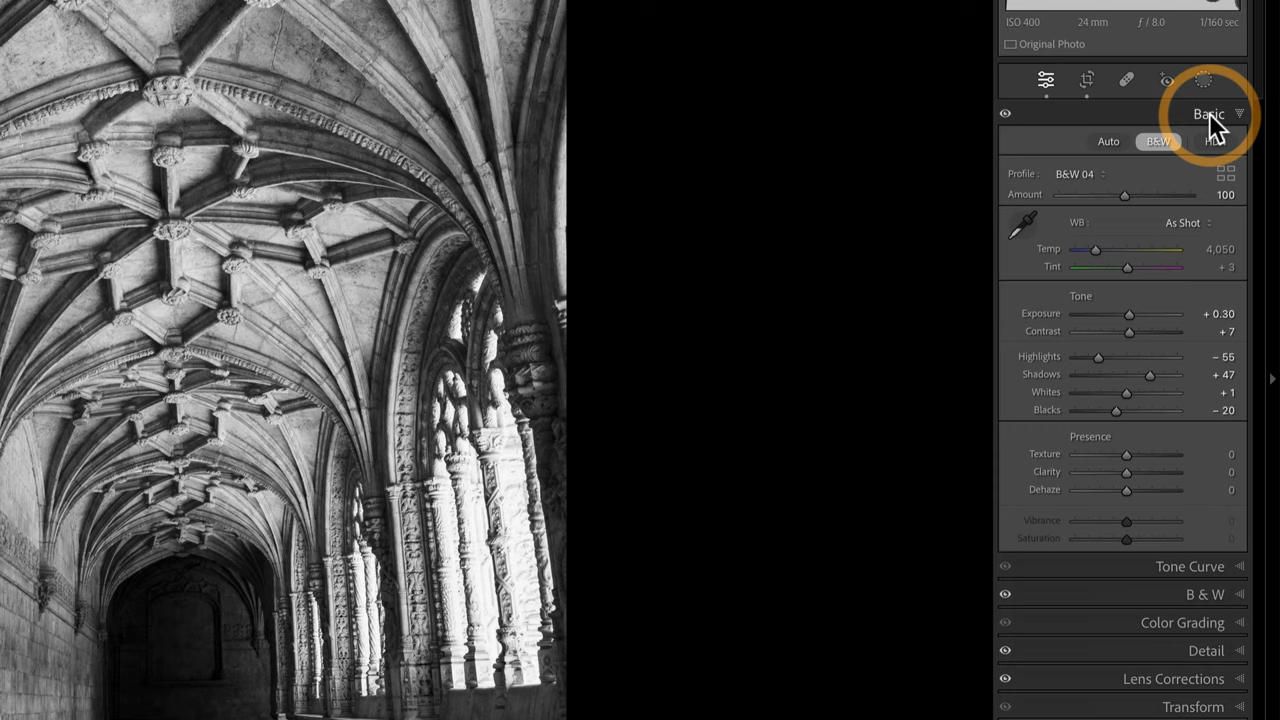 ISO 400 24 mm ƒ / 8.0 1/160 sec
Original Photo
Basic
Auto B&W HDR
Profile : B&W 04
Amount 100
WB : As Shot
Temp 4,050
Tint + 3
Tone
Exposure + 0.30
Contrast + 7
Highlights − 55
Shadows + 47
Whites + 1
Blacks − 20
Presence
Texture 0
Clarity 0
Dehaze 0
Vibrance 0
Saturation 0
Tone Curve
B & W
Color Grading
Detail
Lens Corrections
Transform